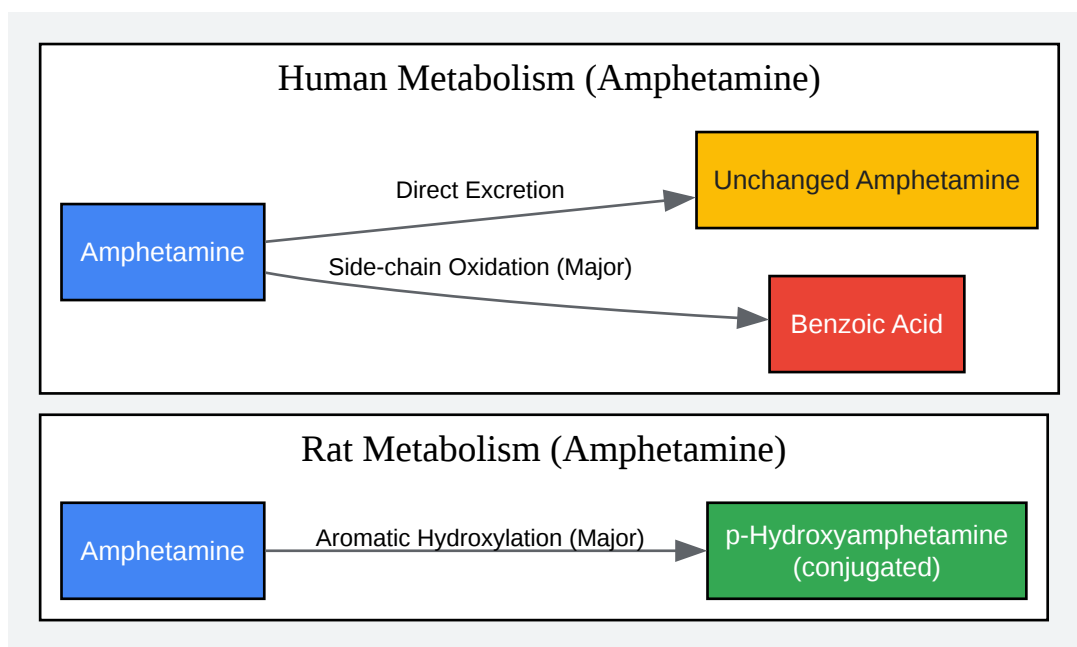 Human Metabolism (Amphetamine)
Direct Excretion
Unchanged Amphetamine
Amphetamine
Side-chain Oxidation (Major)
Benzoic Acid
Rat Metabolism (Amphetamine)
Amphetamine
Aromatic Hydroxylation (Major)
p-Hydroxyamphetamine
(conjugated)